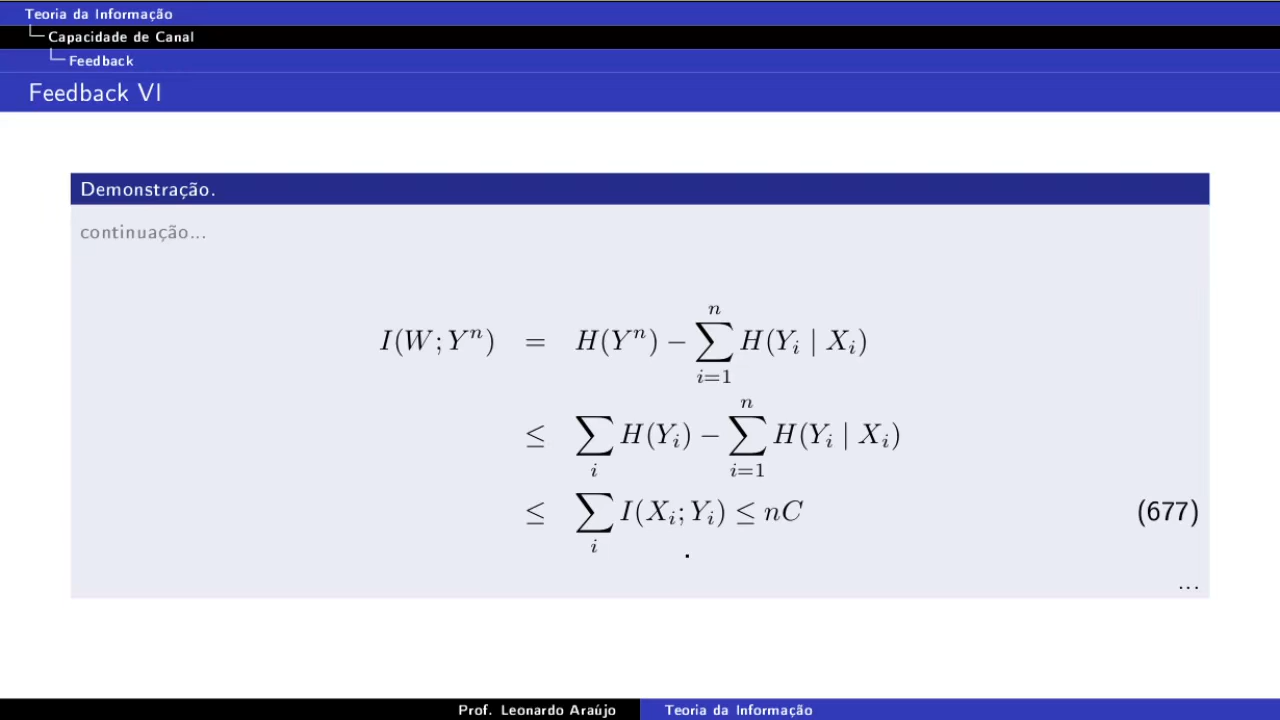 Teoria da Informação
Capacidade de Canal
Feedback
Feedback VI
Demonstração.
continuação...
I(W; Y^n) = H(Y^n) − ∑_{i=1}^{n} H(Y_i | X_i)
≤ ∑_i H(Y_i) − ∑_{i=1}^{n} H(Y_i | X_i)
≤ ∑_i I(X_i; Y_i) ≤ nC (677)
...
Prof. Leonardo Araújo Teoria da Informação